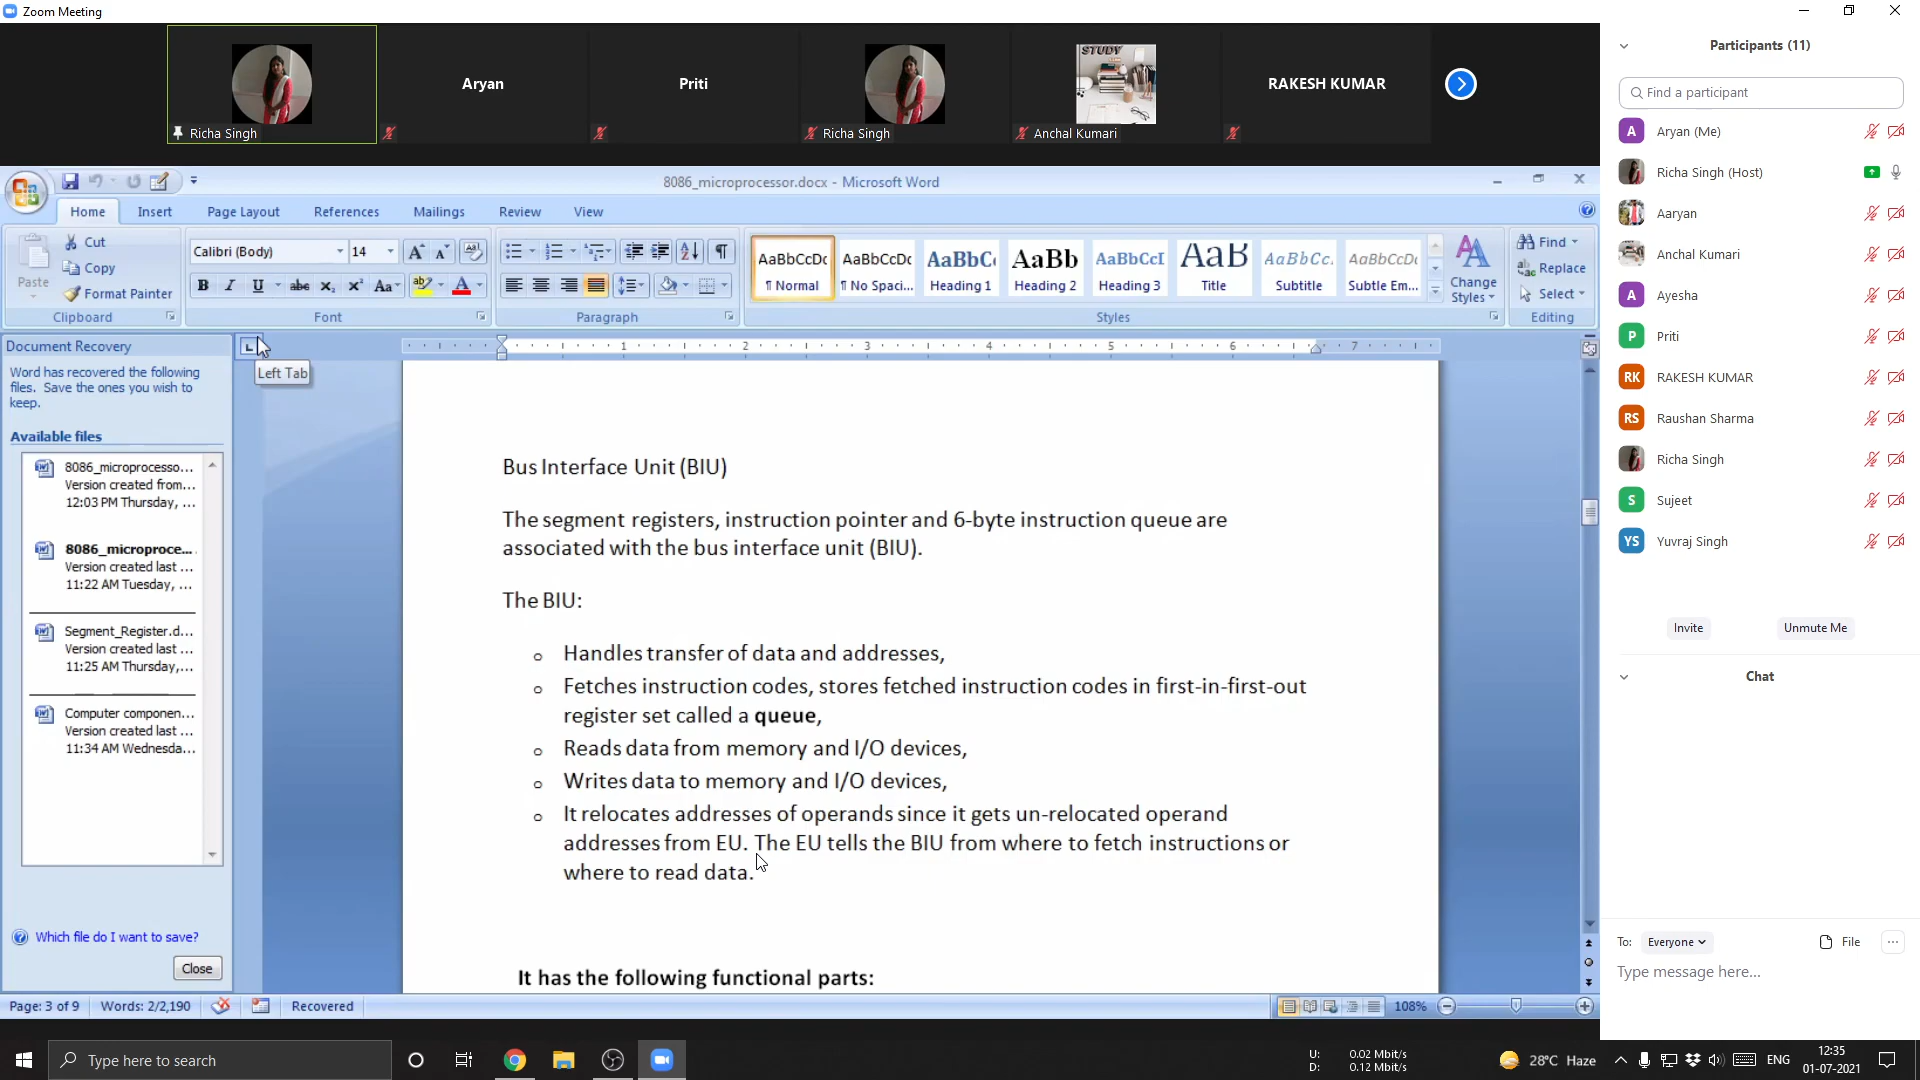 Zoom Meeting
STUDY
Aryan
Priti
RAKESH KUMAR
Richa Singh
Richa Singh
Anchal Kumari
8086_microprocessor.docx - Microsoft Word
Home Insert Page Layout References Mailings Review View
Paste
Cut
Copy
Format Painter
Clipboard
Calibri (Body) 14
Font
Paragraph
AaBbCcDc AaBbCcDc AaBbC( AaBb AaBbCcI AaB AaBbCc. AaBbCcDc
¶ Normal ¶ No Spaci... Heading 1 Heading 2 Heading 3 Title Subtitle Subtle Em...
Styles
Change
Styles
Find
Replace
Select
Editing
Document Recovery
Word has recovered the following
files. Save the ones you wish to
keep.
Available files
8086_microprocesso...
Version created from...
12:03 PM Thursday, ...
8086_microproce...
Version created last ...
11:22 AM Tuesday, ...
Segment_Register.d...
Version created last ...
11:25 AM Thursday,...
Computer componen...
Version created last ...
11:34 AM Wednesda...
Which file do I want to save?
Close
Left Tab
1 2 3 4 5 6 7
Bus Interface Unit (BIU)
The segment registers, instruction pointer and 6-byte instruction queue are
associated with the bus interface unit (BIU).
The BIU:
o Handles transfer of data and addresses,
o Fetches instruction codes, stores fetched instruction codes in first-in-first-out
register set called a queue,
o Reads data from memory and I/O devices,
o Writes data to memory and I/O devices,
o It relocates addresses of operands since it gets un-relocated operand
addresses from EU. The EU tells the BIU from where to fetch instructions or
where to read data.
It has the following functional parts:
Page: 3 of 9 Words: 2/2,190 Recovered 108%
Participants (11)
Find a participant
A Aryan (Me)
Richa Singh (Host)
Aaryan
Anchal Kumari
A Ayesha
P Priti
RK RAKESH KUMAR
RS Raushan Sharma
Richa Singh
S Sujeet
YS Yuvraj Singh
Invite Unmute Me
Chat
To: Everyone File
Type message here...
Type here to search
U: 0.02 Mbit/s
D: 0.12 Mbit/s
28°C Haze
ENG
12:35
01-07-2021